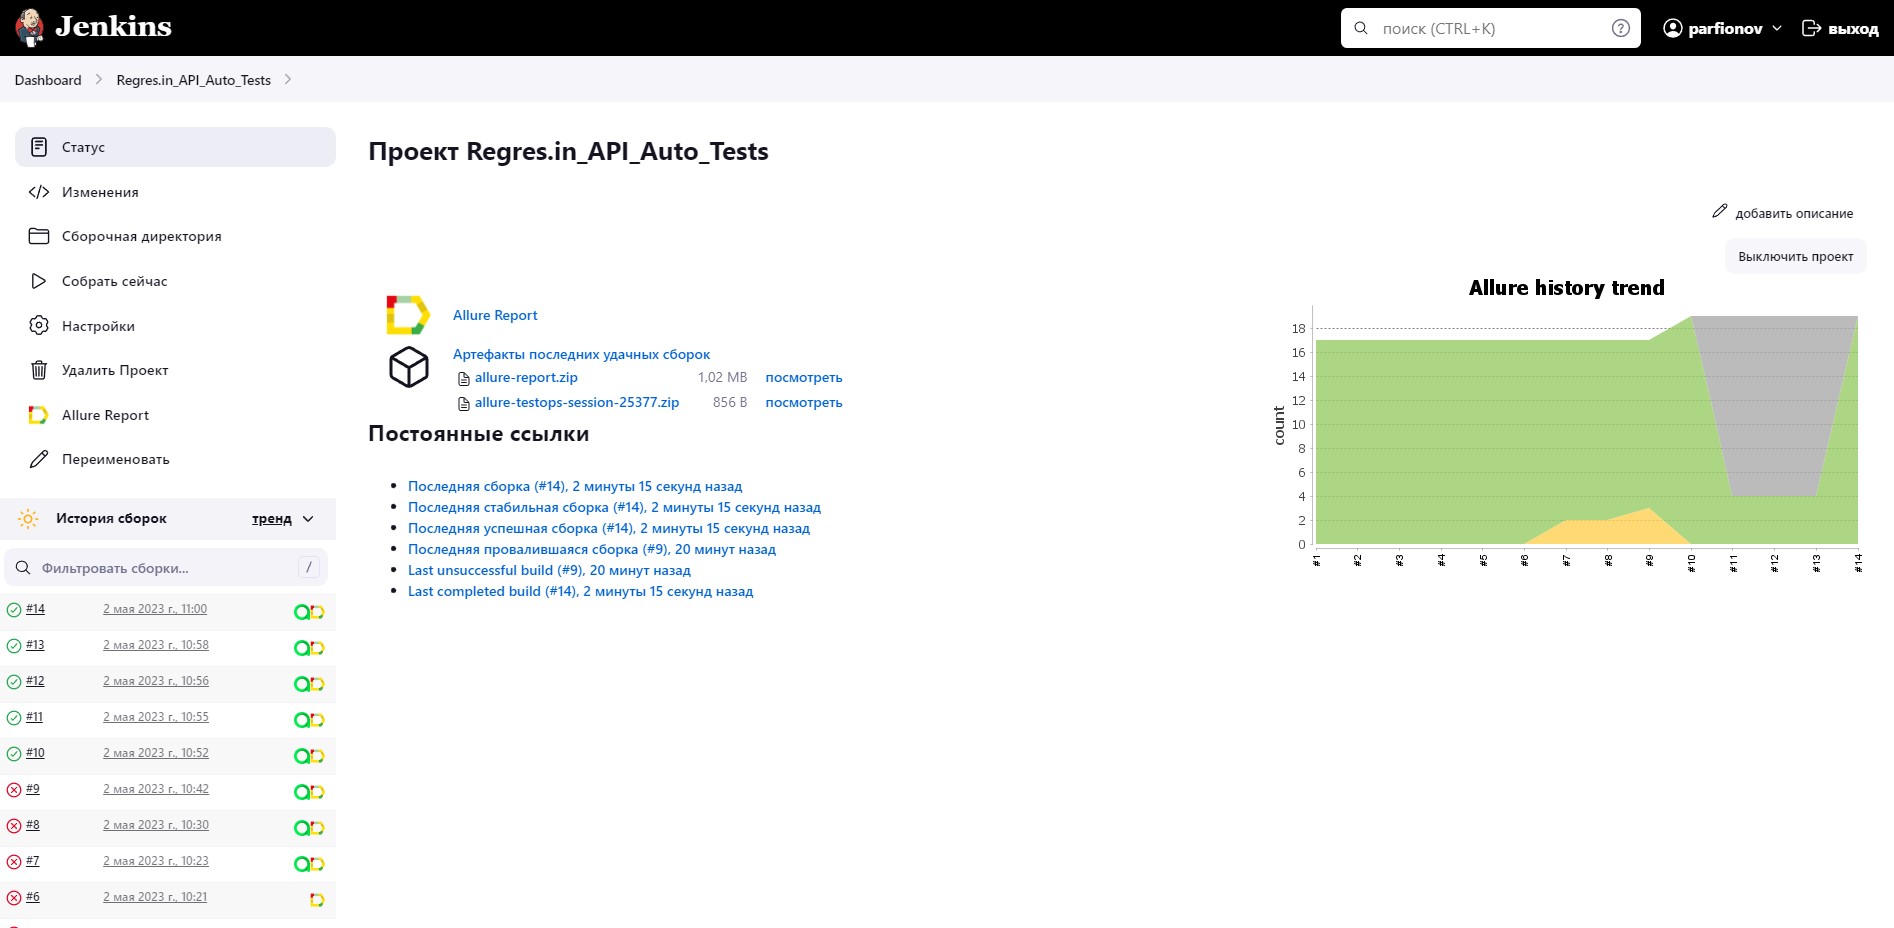 Jenkins
поиск (CTRL+K)
parfionov
выход
Dashboard
Regres.in_API_Auto_Tests
Статус
Изменения
Сборочная директория
Собрать сейчас
Настройки
Удалить Проект
Allure Report
Переименовать
История сборок
тренд
Фильтровать сборки...
/
#14 2 мая 2023 г., 11:00
#13 2 мая 2023 г., 10:58
#12 2 мая 2023 г., 10:56
#11 2 мая 2023 г., 10:55
#10 2 мая 2023 г., 10:52
#9 2 мая 2023 г., 10:42
#8 2 мая 2023 г., 10:30
#7 2 мая 2023 г., 10:23
#6 2 мая 2023 г., 10:21
Проект Regres.in_API_Auto_Tests
добавить описание
Выключить проект
Allure Report
Артефакты последних удачных сборок
allure-report.zip 1,02 MB посмотреть
allure-testops-session-25377.zip 856 B посмотреть
Постоянные ссылки
Последняя сборка (#14), 2 минуты 15 секунд назад
Последняя стабильная сборка (#14), 2 минуты 15 секунд назад
Последняя успешная сборка (#14), 2 минуты 15 секунд назад
Последняя провалившаяся сборка (#9), 20 минут назад
Last unsuccessful build (#9), 20 минут назад
Last completed build (#14), 2 минуты 15 секунд назад
Allure history trend
count
18
16
14
12
10
8
6
4
2
0
#1 #2 #3 #4 #5 #6 #7 #8 #9 #10 #11 #12 #13 #14